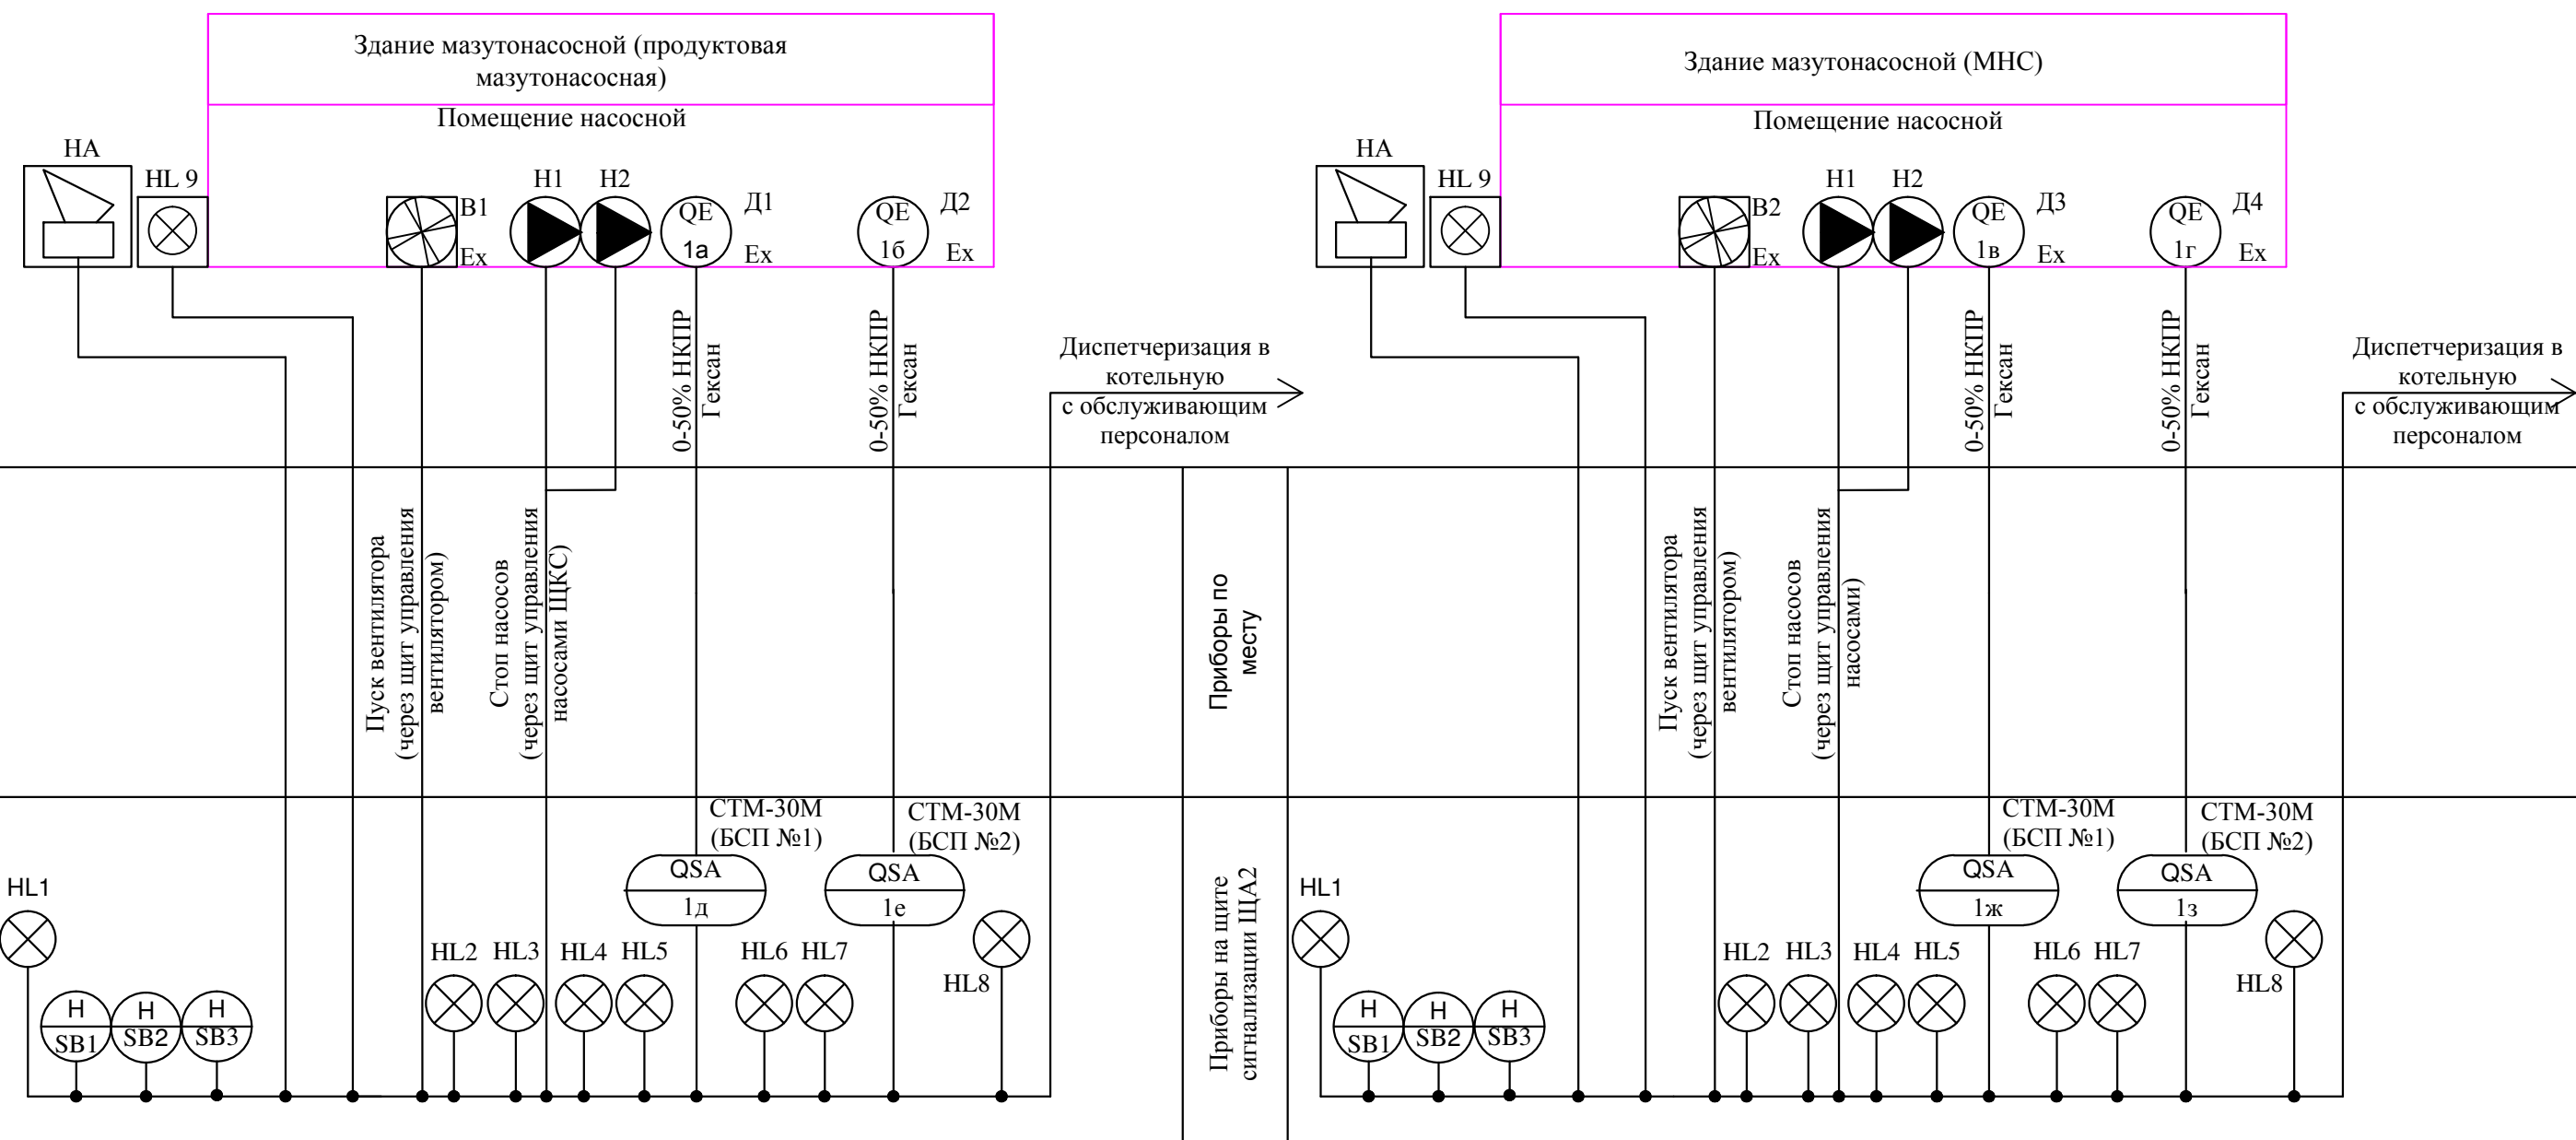 Здание мазутонасосной (продуктовая
мазутонасосная)
Помещение насосной
НА
HL 9
В1
Ex
Н1
Н2
QE
1а
Д1
Ex
QE
1б
Д2
Ex
0-50% НКПР
Гексан
0-50% НКПР
Гексан
Диспетчеризация в
котельную
с обслуживающим
персоналом
Пуск вентилятора
(через щит управления
вентилятором)
Стоп насосов
(через щит управления
насосами ЩКС)
СТМ-30М
(БСП №1)
QSA
1д
СТМ-30М
(БСП №2)
QSA
1е
HL1
H
SB1
H
SB2
H
SB3
HL2
HL3
HL4
HL5
HL6
HL7
HL8
Приборы по
месту
Приборы на щите
сигнализации ЩА2
Здание мазутонасосной (МНС)
Помещение насосной
НА
HL 9
В2
Ex
Н1
Н2
QE
1в
Д3
Ex
QE
1г
Д4
Ex
0-50% НКПР
Гексан
0-50% НКПР
Гексан
Диспетчеризация в
котельную
с обслуживающим
персоналом
Пуск вентилятора
(через щит управления
вентилятором)
Стоп насосов
(через щит управления
насосами)
СТМ-30М
(БСП №1)
QSA
1ж
СТМ-30М
(БСП №2)
QSA
1з
HL1
H
SB1
H
SB2
H
SB3
HL2
HL3
HL4
HL5
HL6
HL7
HL8